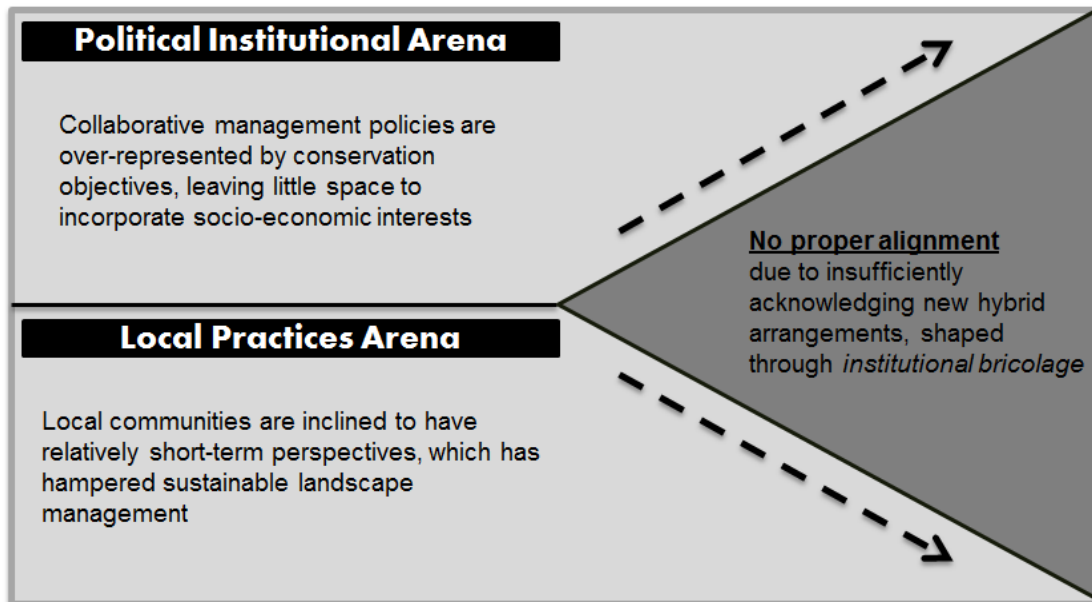 Political Institutional Arena
Collaborative management policies are
over-represented by conservation
objectives, leaving little space to
incorporate socio-economic interests
No proper alignment
due to insufficiently
acknowledging new hybrid
arrangements, shaped
through institutional bricolage
Local Practices Arena
Local communities are inclined to have
relatively short-term perspectives, which has
hampered sustainable landscape
management